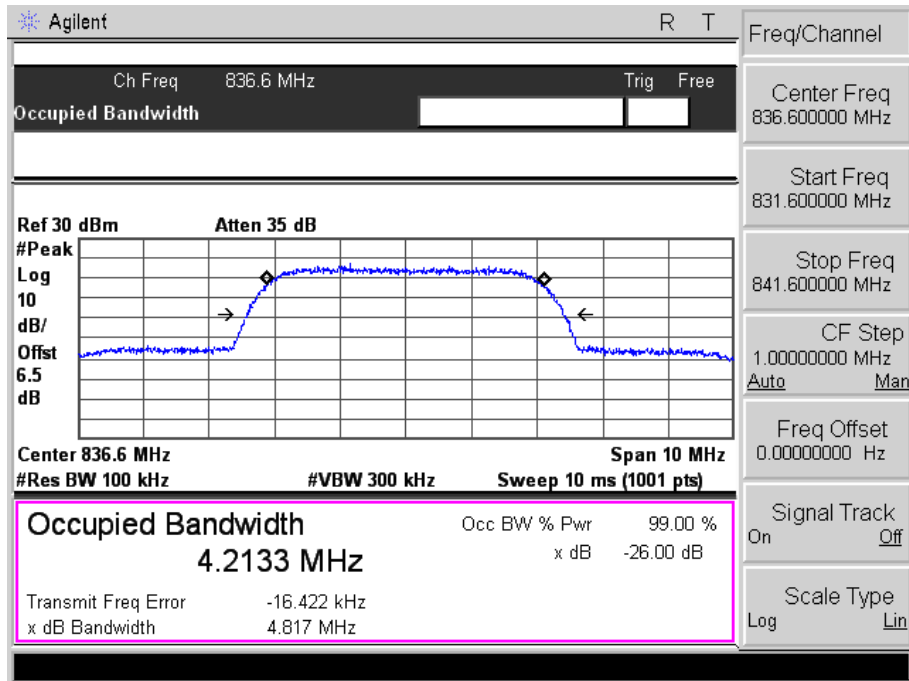 Agilent R T
Ch Freq 836.6 MHz Trig Free
Occupied Bandwidth
Ref 30 dBm Atten 35 dB
#Peak
Log
10
dB/
Offst
6.5
dB
Center 836.6 MHz Span 10 MHz
#Res BW 100 kHz #VBW 300 kHz Sweep 10 ms (1001 pts)
Occupied Bandwidth
4.2133 MHz
Occ BW % Pwr 99.00 %
x dB -26.00 dB
Transmit Freq Error -16.422 kHz
x dB Bandwidth 4.817 MHz
Freq/Channel
Center Freq
836.600000 MHz
Start Freq
831.600000 MHz
Stop Freq
841.600000 MHz
CF Step
1.00000000 MHz
Auto Man
Freq Offset
0.00000000 Hz
Signal Track
On Off
Scale Type
Log Lin